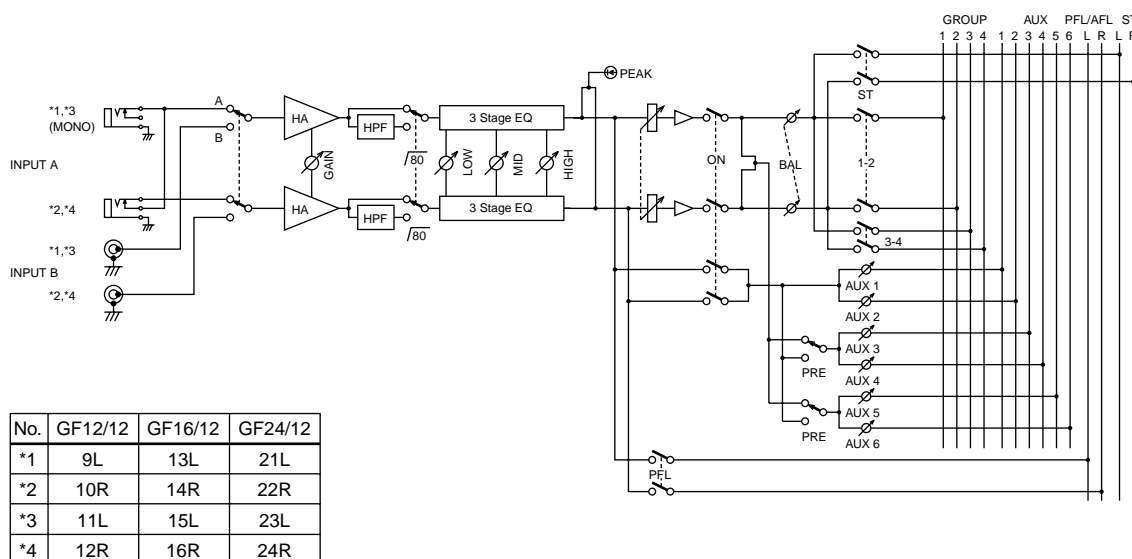 GROUP AUX PFL/AFL ST
1 2 3 4 1 2 3 4 5 6 L R L R
PEAK
*1,*3
(MONO)
A
B
HA
HPF
√80
3 Stage EQ
ST
INPUT A
GAIN
LOW
MID
HIGH
ON
BAL
1-2
*2,*4
HA
HPF
√80
3 Stage EQ
3-4
*1,*3
INPUT B
*2,*4
AUX 1
AUX 2
AUX 3
PRE
AUX 4
AUX 5
PRE
AUX 6
PFL
No. GF12/12 GF16/12 GF24/12
*1 9L 13L 21L
*2 10R 14R 22R
*3 11L 15L 23L
*4 12R 16R 24R